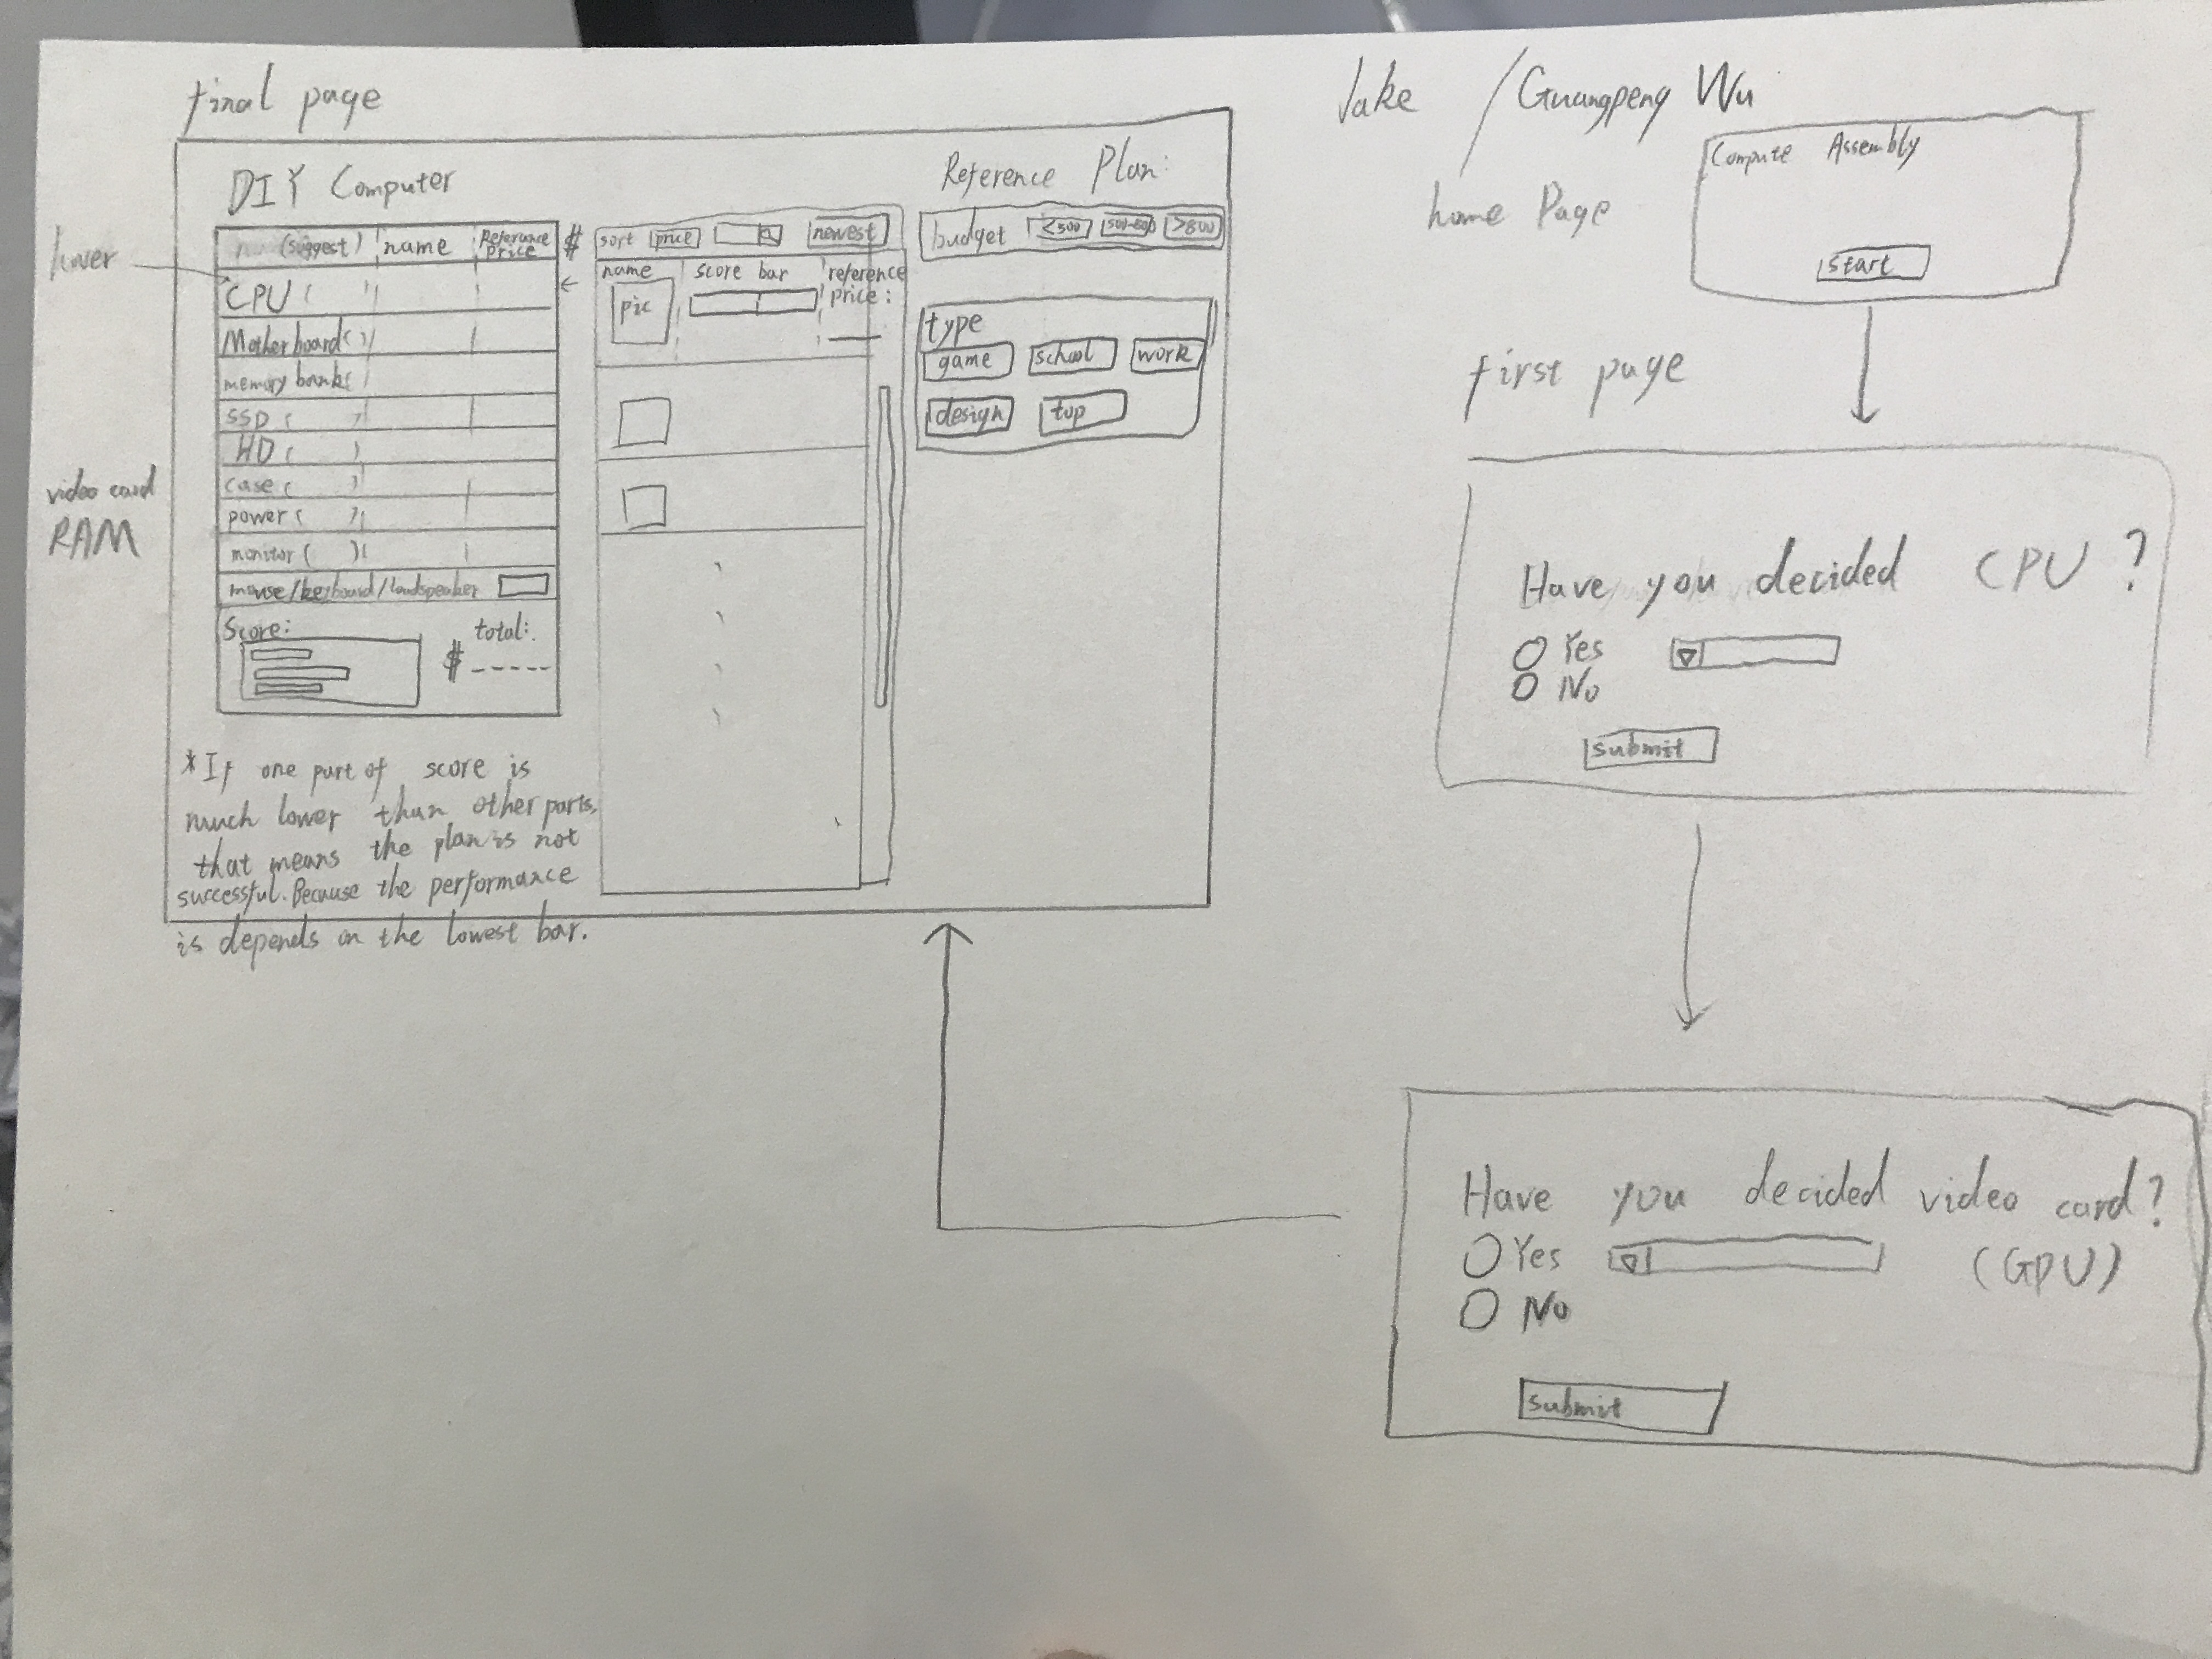 final page
DIY Computer
(suggest) name Reference Price $
hover
CPU ( )
Motherboard ( )
memory bank (
SSD ( )
HD ( )
case ( )
power ( )
monitor ( )
mouse/keyboard/loudspeaker
Score:
total:
$ -----
video card
RAM
*If one part of score is
much lower than other parts,
that means the plan is not
successful. Because the performance
is depends on the lowest bar.
sort price newest
name score bar reference
pic price:
Reference Plan:
budget <500 500-800 >800
type
game school work
design top
Jake / Guangpeng Wu
home Page
Compute Assembly
start
first page
Have you decided CPU ?
Yes
No
submit
Have you decided video card?
Yes (GPU)
No
submit